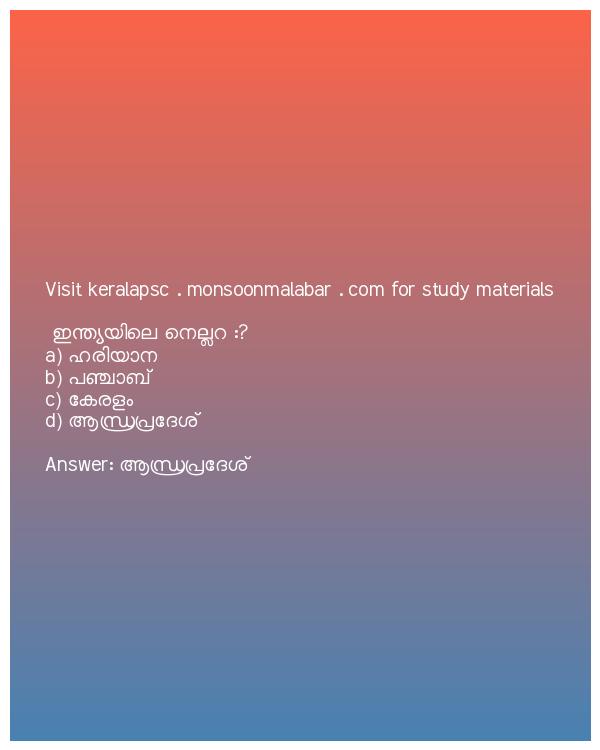 Visit keralapsc . monsoonmalabar . com for study materials
ഇന്ത്യയിലെ നെല്ലറ :?
a) ഹരിയാന
b) പഞ്ചാബ്
c) കേരളം
d) ആന്ധ്രപ്രദേശ്
Answer: ആന്ധ്രപ്രദേശ്